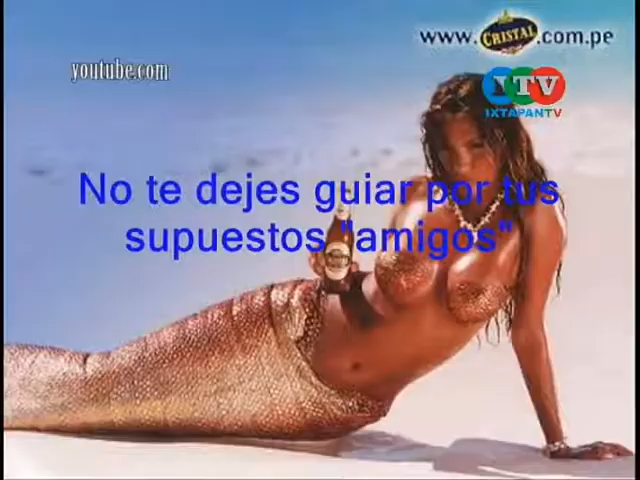 www.CRISTAL.com.pe
youtube.com
ITV
IXTAPANTV
No te dejes guiar por tus
supuestos "amigos"